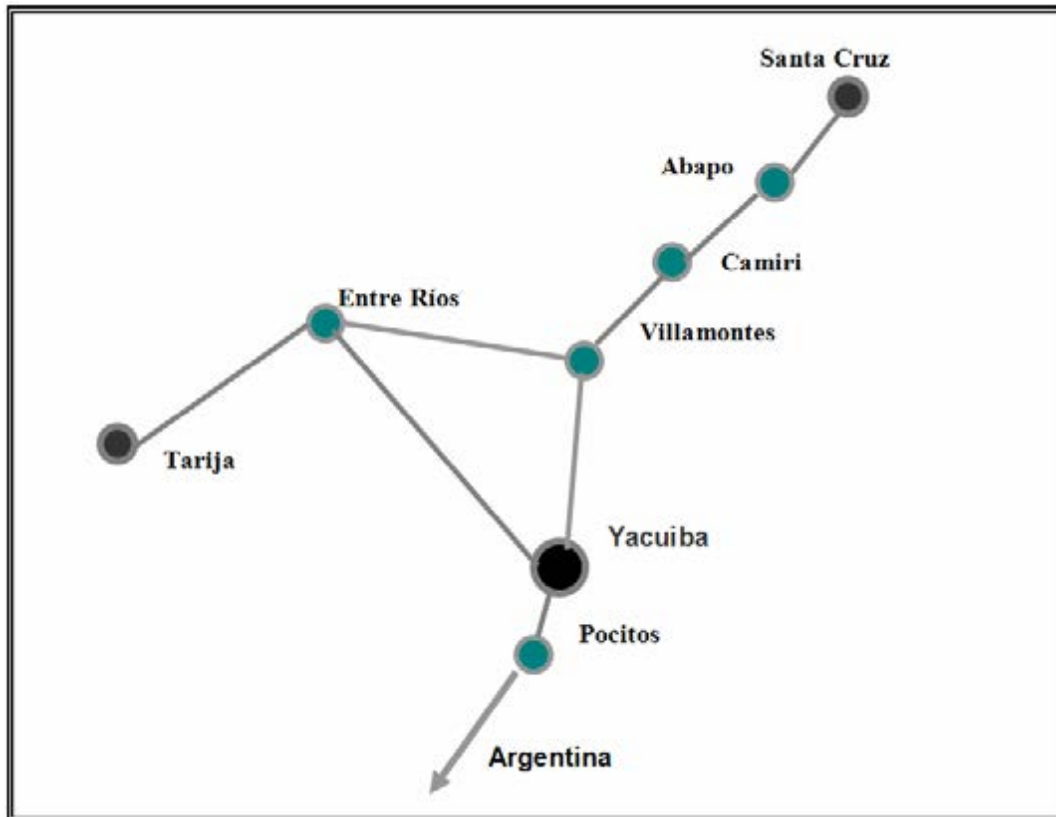 Santa Cruz
Abapo
Camiri
Entre Ríos
Villamontes
Tarija
Yacuiba
Pocitos
Argentina